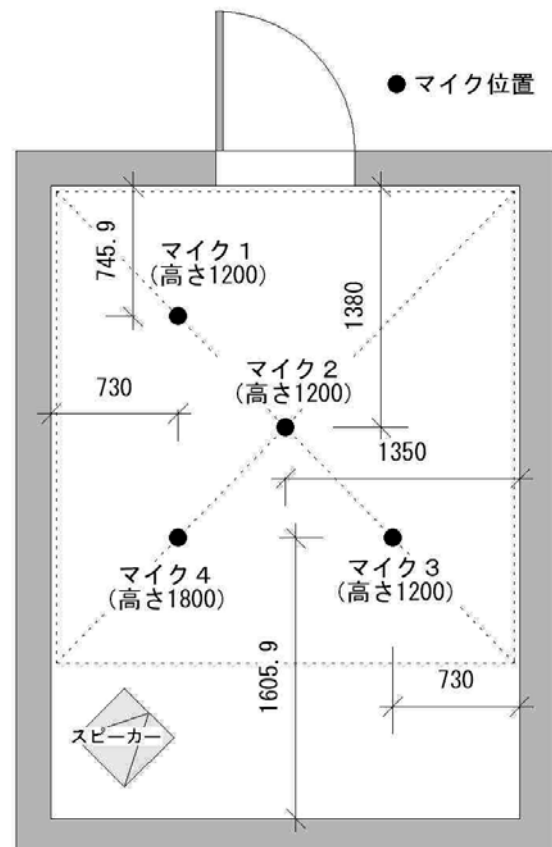 ●マイク位置
745.9
マイク1
(高さ1200)
1380
730
マイク2
(高さ1200)
1350
マイク4
(高さ1800)
マイク3
(高さ1200)
1605.9
730
スピーカー